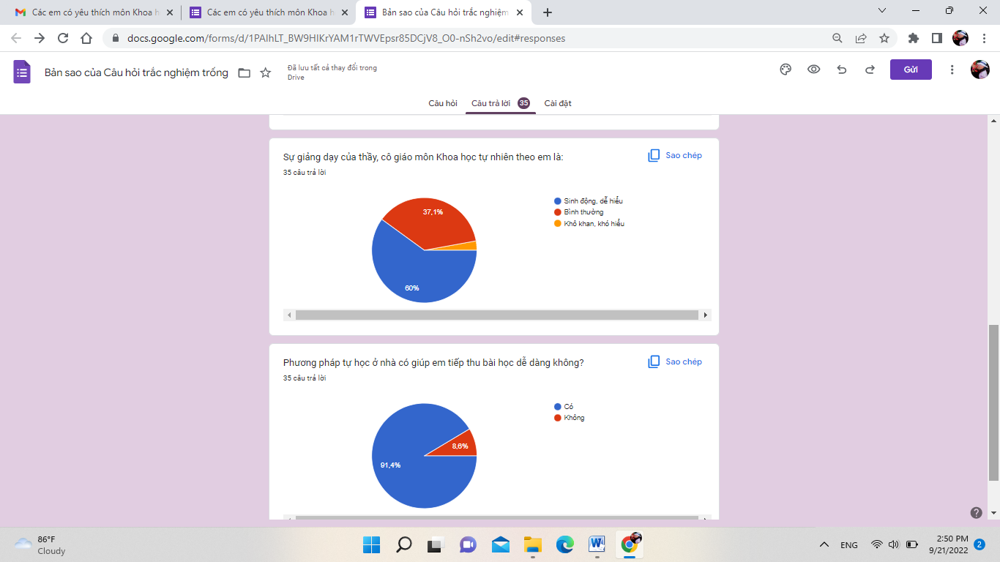 Các em có yêu thích môn Khoa h
Các em có yêu thích môn Khoa h
Bản sao của Câu hỏi trắc nghiệm
docs.google.com/forms/d/1PAlhLT_BW9HIKrYAM1rTWVEpsr85DCjV8_O0-nSh2vo/edit#responses
Bản sao của Câu hỏi trắc nghiệm trống
Đã lưu tất cả thay đổi trong
Drive
Gửi
Câu hỏi
Câu trả lời 35
Cài đặt
Sự giảng dạy của thầy, cô giáo môn Khoa học tự nhiên theo em là:
Sao chép
35 câu trả lời
37,1%
60%
Sinh động, dễ hiểu
Bình thường
Khô khan, khó hiểu
Phương pháp tự học ở nhà có giúp em tiếp thu bài học dễ dàng không?
Sao chép
35 câu trả lời
8,6%
91,4%
Có
Không
86°F
Cloudy
ENG
2:50 PM
9/21/2022
2